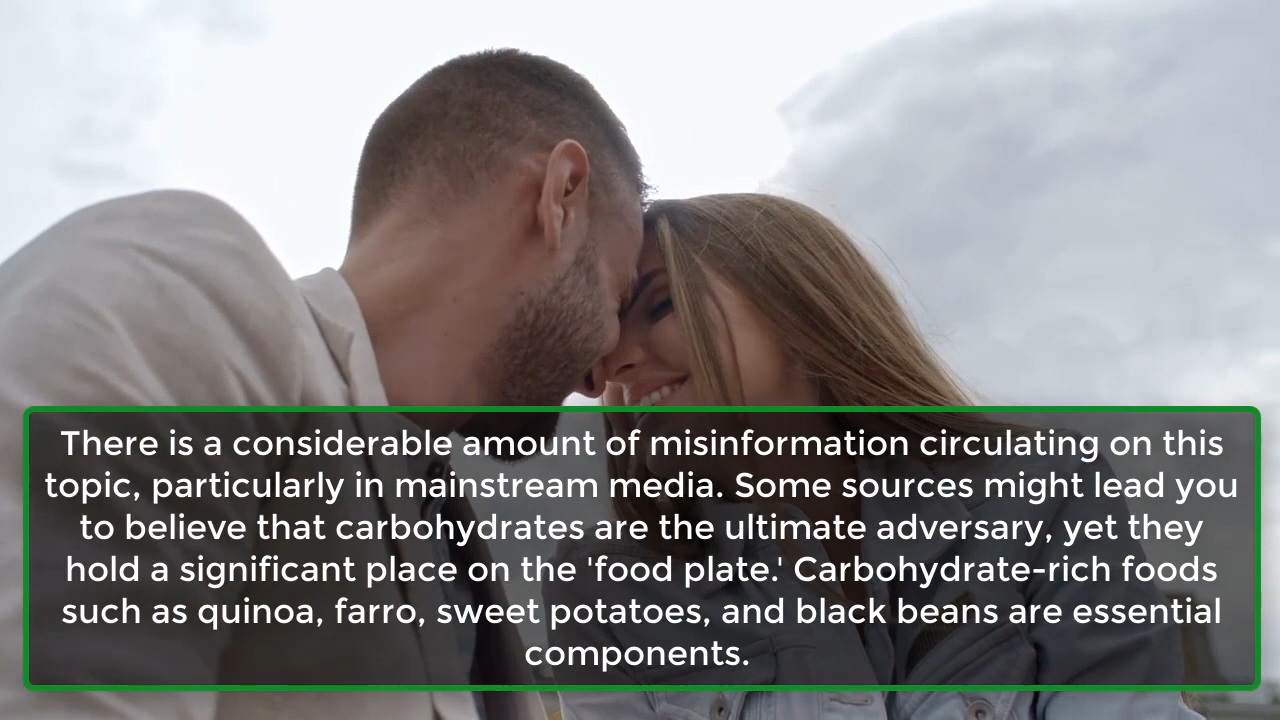 There is a considerable amount of misinformation circulating on this
topic, particularly in mainstream media. Some sources might lead you
to believe that carbohydrates are the ultimate adversary, yet they
hold a significant place on the 'food plate.' Carbohydrate-rich foods
such as quinoa, farro, sweet potatoes, and black beans are essential
components.